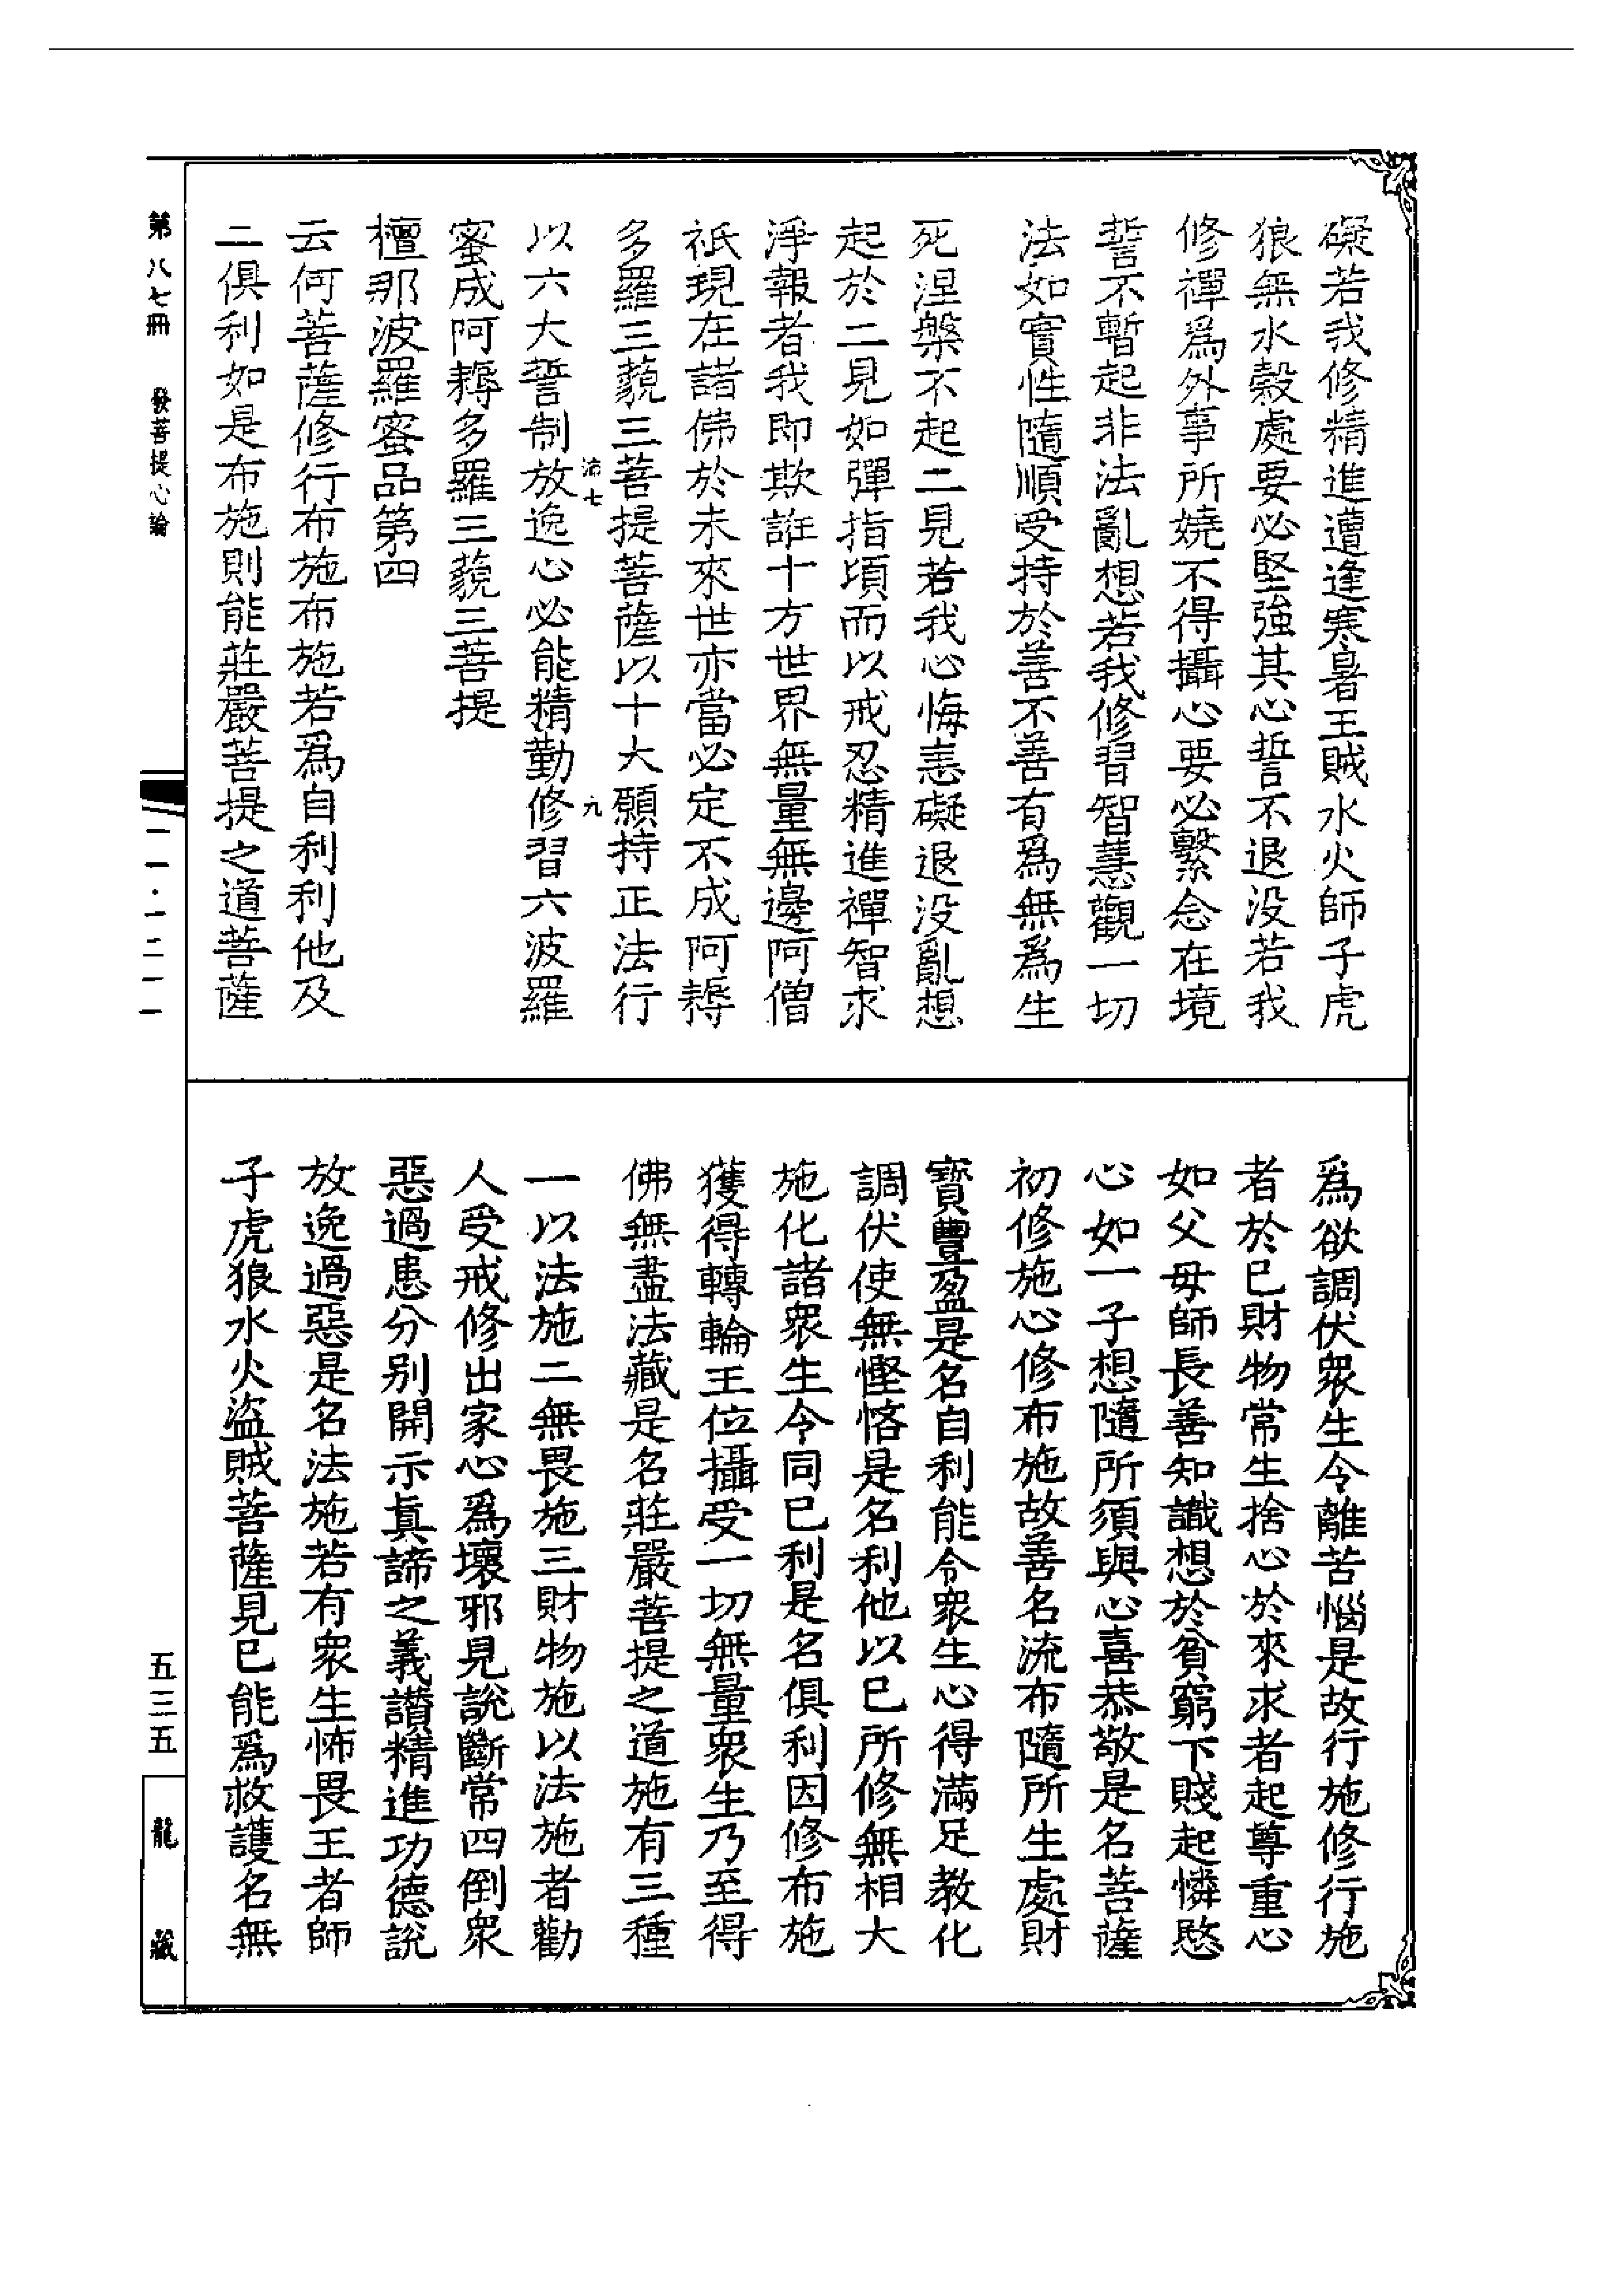 礙若我修精進遭逢寒暑王賊水火師子虎
狼無水穀處要必堅強其心誓不退没若我
修禪爲外事所嬈不得攝心要必繫念在境
誓不暫起非法亂想若我修習智慧觀一切
法如實性隨順受持於善不善有爲無爲生
死涅槃不起二見若我心悔恚礙退没亂想
起於二見如彈指頃而以戒忍精進禪智求
淨報者我即欺誑十方世界無量無邊阿僧
祇現在諸佛於未來世亦當必定不成阿耨
多羅三藐三菩提菩薩以十大願持正法行
沛七 九
以六大誓制放逸心必能精勤修習六波羅
蜜成阿耨多羅三藐三菩提
檀那波羅蜜品第四
云何菩薩修行布施布施若爲自利利他及
二俱利如是布施則能莊嚴菩提之道菩薩
爲欲調伏衆生令離苦惱是故行施修行施
者於已財物常生捨心於來求者起尊重心
如父母師長善知識想於貧窮下賤起憐愍
心如一子想隨所須與心喜恭敬是名菩薩
初修施心修布施故善名流布隨所生處財
寶豐盈是名自利能令衆生心得滿足教化
調伏使無慳悋是名利他以已所修無相大
施化諸衆生令同已利是名俱利因修布施
獲得轉輪王位攝受一切無量衆生乃至得
佛無盡法藏是名莊嚴菩提之道施有三種
一以法施二無畏施三財物施以法施者勸
人受戒修出家心爲壞邪見說斷常四倒衆
惡過患分别開示眞諦之義讃精進功德説
放逸過惡是名法施若有衆生怖畏王者師
子虎狼水火盜賊菩薩見已能爲救護名無
第八七冊 發菩提心論
一一·一二一一
五三五
龍藏